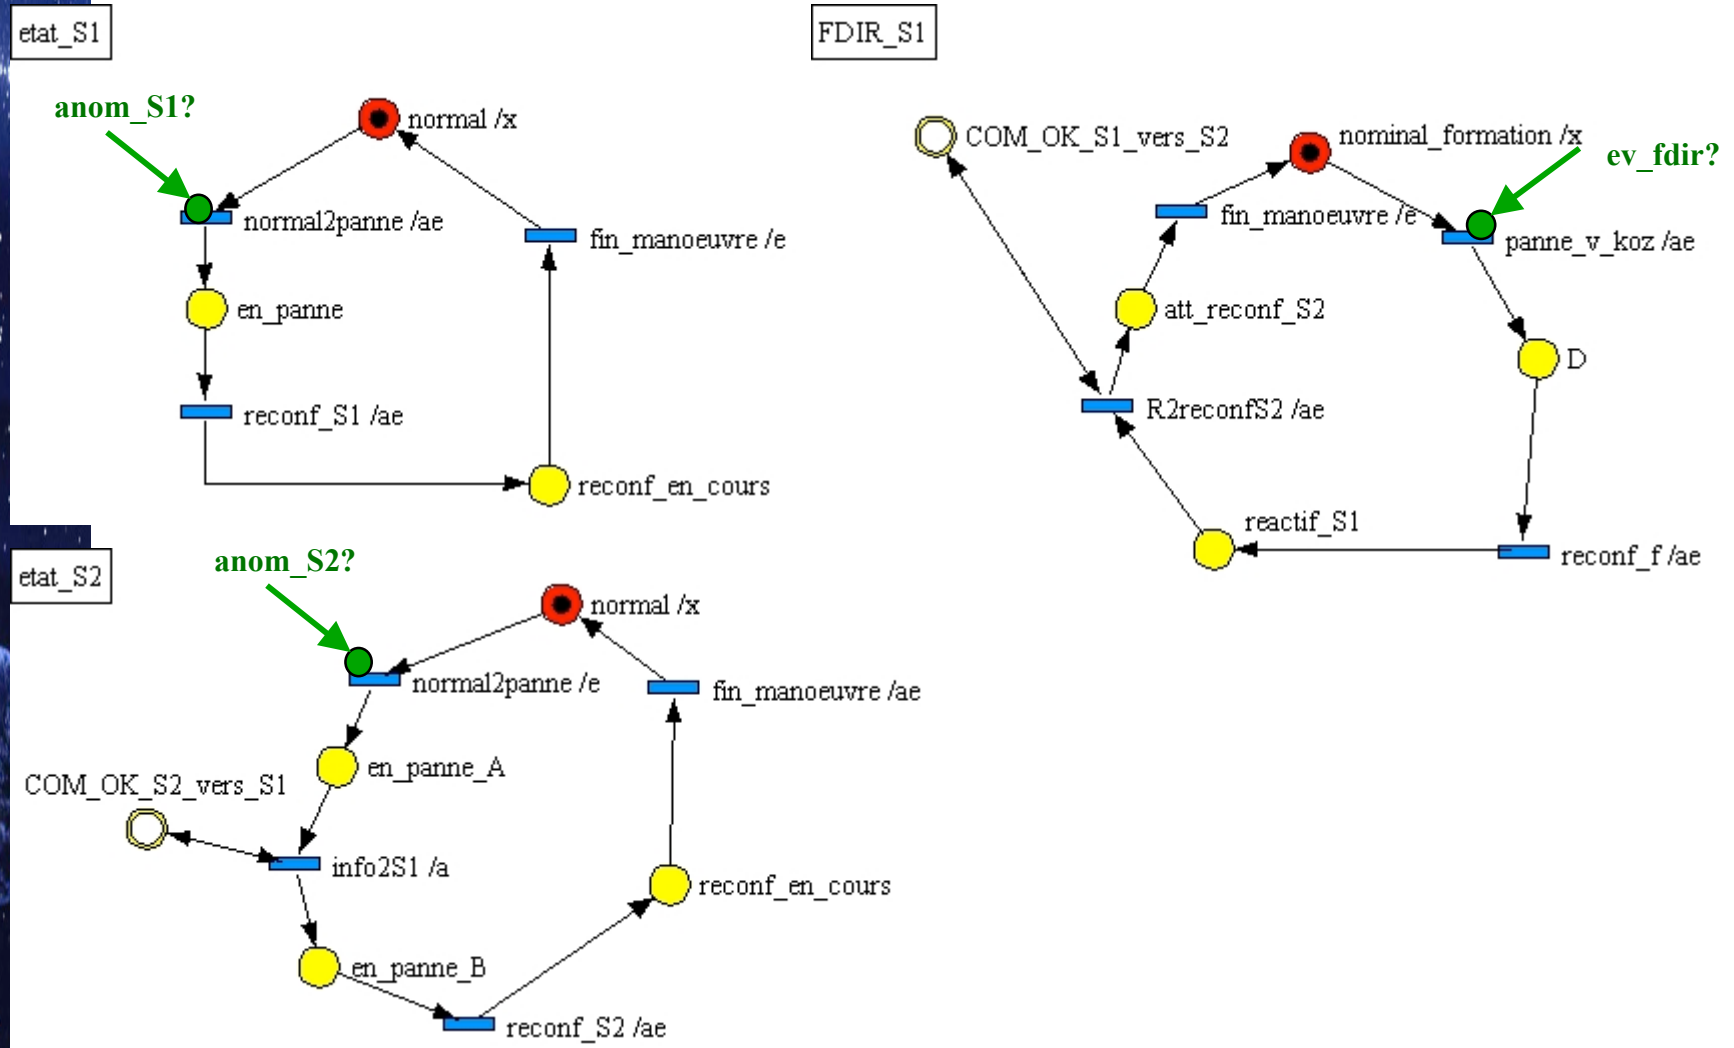 etat_S1
anom_S1?
normal /x
normal2panne /ae
fin_manoeuvre /e
en_panne
reconf_S1 /ae
reconf_en_cours
FDIR_S1
COM_OK_S1_vers_S2
nominal_formation /x
ev_fdir?
fin_manoeuvre /e
panne_v_koz /ae
att_reconf_S2
D
R2reconfS2 /ae
reactif_S1
reconf_f /ae
etat_S2
anom_S2?
normal /x
normal2panne /e
fin_manoeuvre /ae
en_panne_A
COM_OK_S2_vers_S1
info2S1 /a
reconf_en_cours
en_panne_B
reconf_S2 /ae